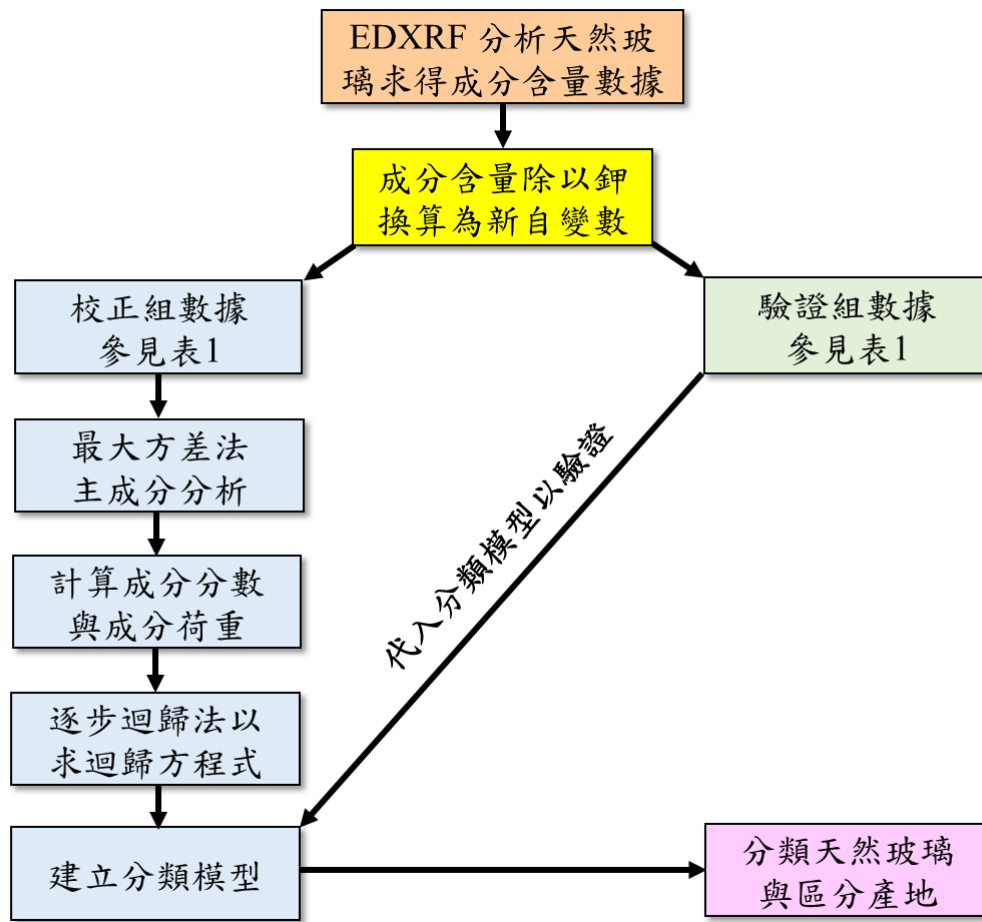 EDXRF 分析天然玻
璃求得成分含量數據
成分含量除以鉀
換算為新自變數
校正組數據
參見表1
驗證組數據
參見表1
最大方差法
主成分分析
計算成分分數
與成分荷重
代入分類模型以驗證
逐步迴歸法以
求迴歸方程式
建立分類模型
分類天然玻璃
與區分產地